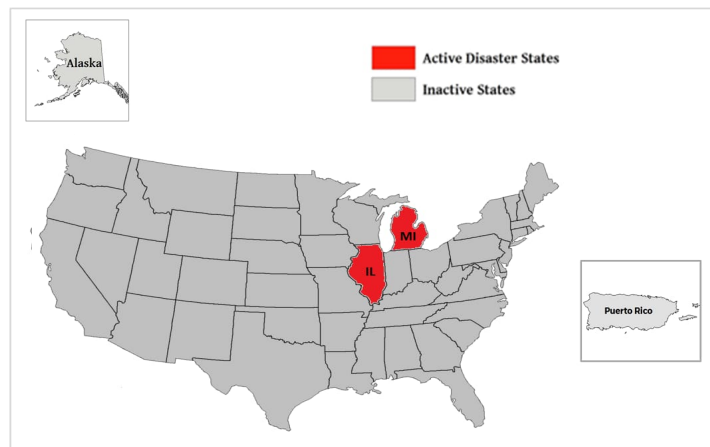 Alaska
Active Disaster States
Inactive States
MI
IL
Puerto Rico